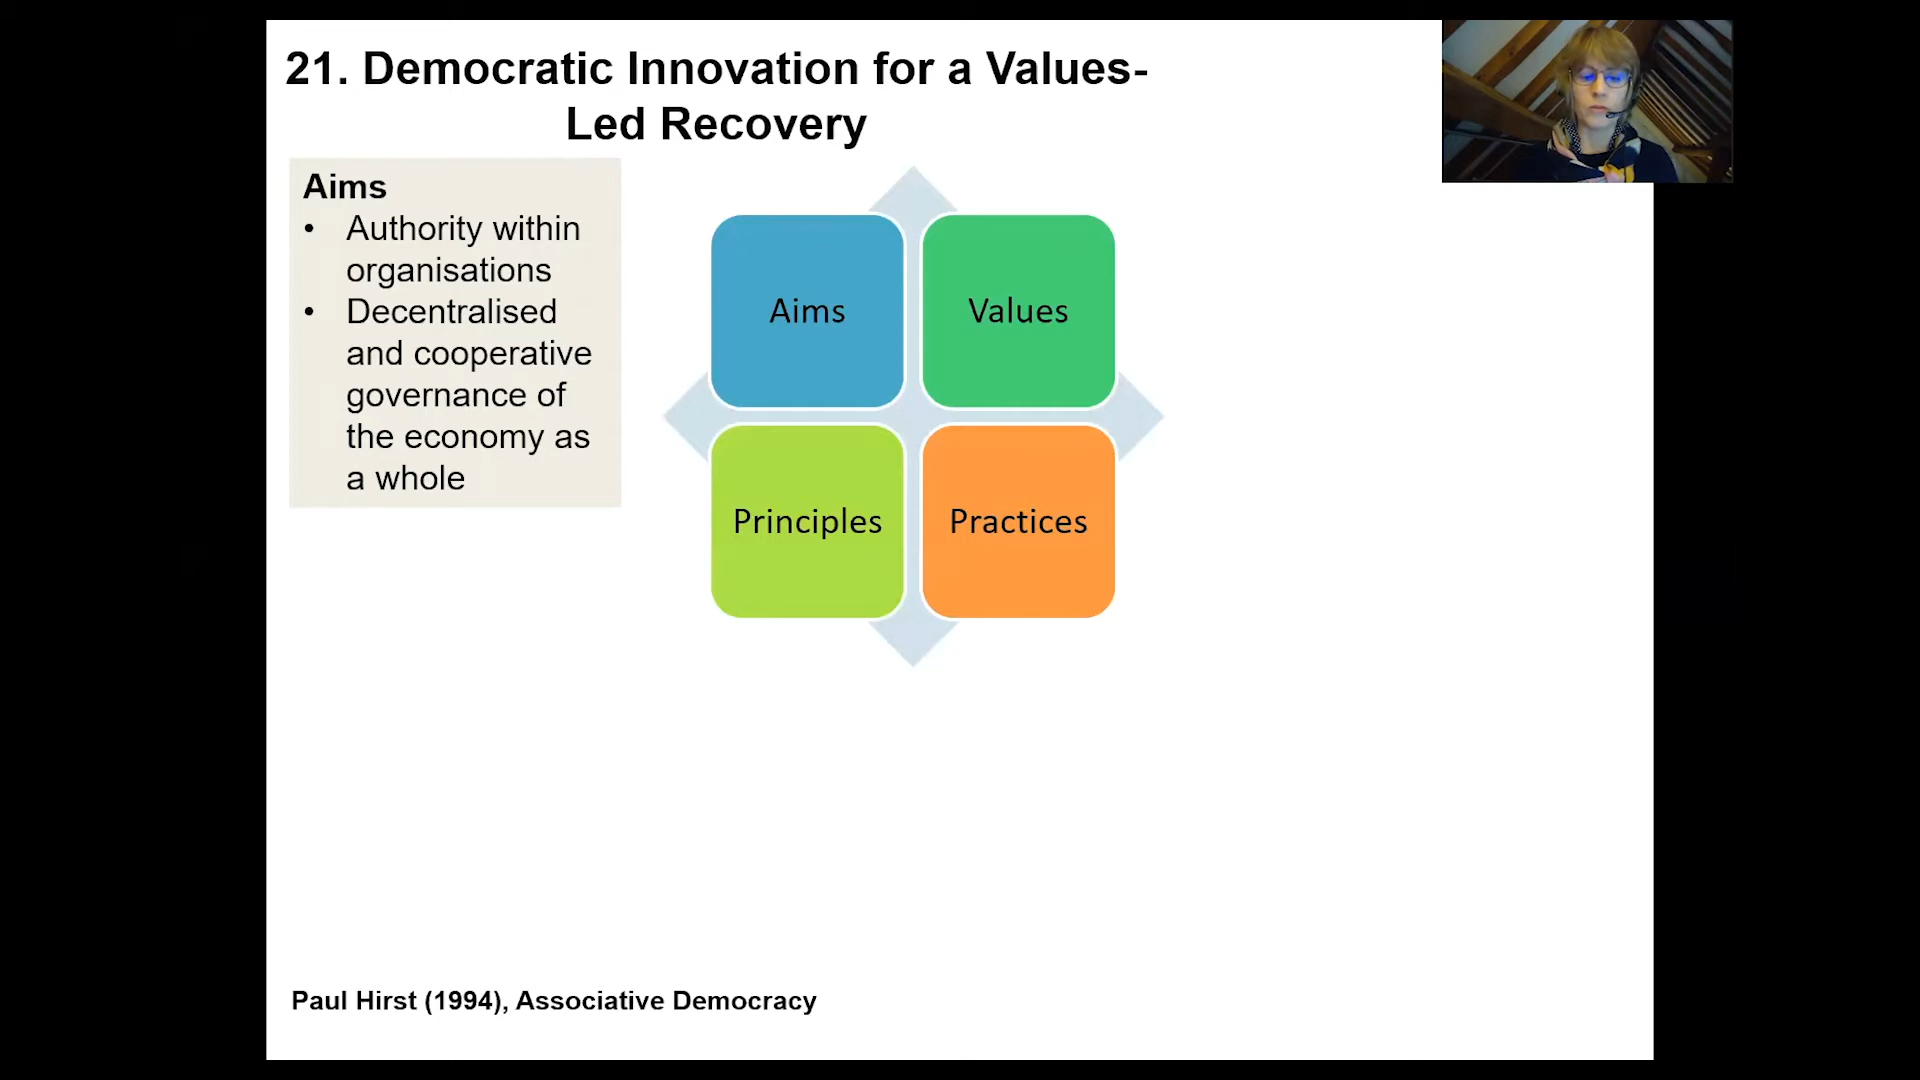 21. Democratic Innovation for a Values-
Led Recovery
Aims
• Authority within
organisations
• Decentralised
and cooperative
governance of
the economy as
a whole
Aims
Values
Principles
Practices
Paul Hirst (1994), Associative Democracy